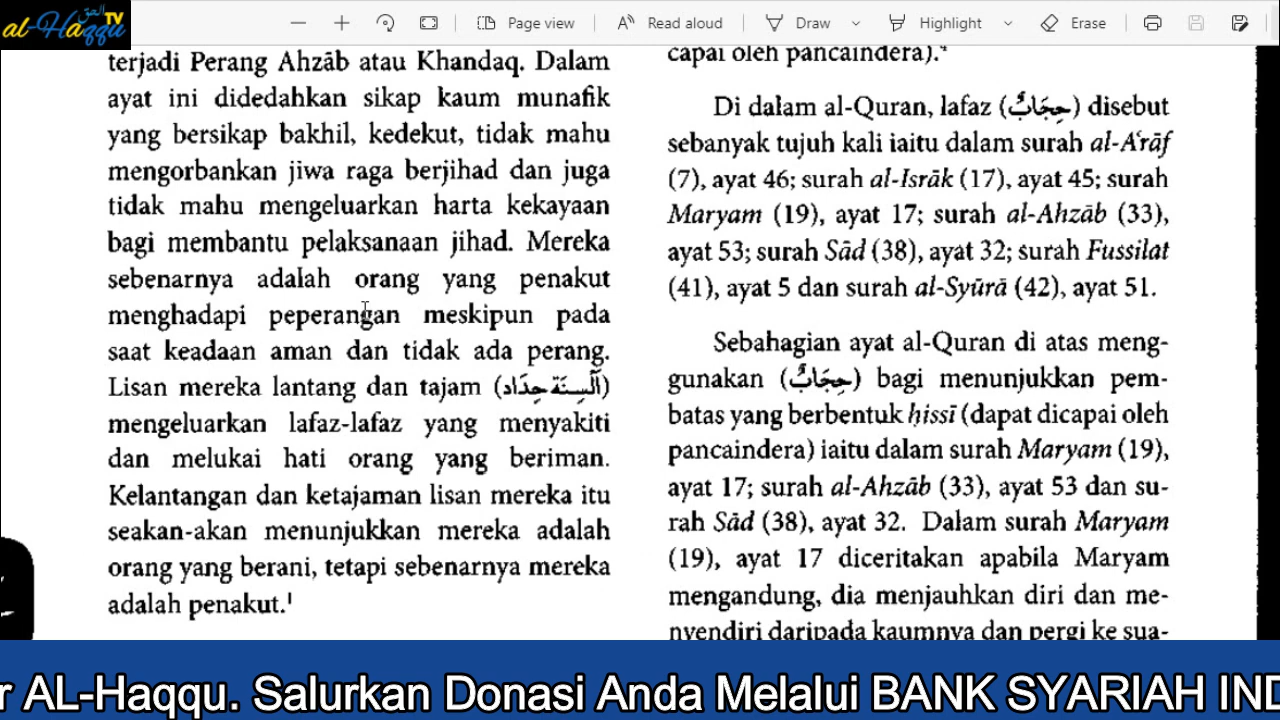 الحق
al-Haqqu TV
Page view
Read aloud
Draw
Highlight
Erase
terjadi Perang Ahzāb atau Khandaq. Dalam
ayat ini didedahkan sikap kaum munafik
yang bersikap bakhil, kedekut, tidak mahu
mengorbankan jiwa raga berjihad dan juga
tidak mahu mengeluarkan harta kekayaan
bagi membantu pelaksanaan jihad. Mereka
sebenarnya adalah orang yang penakut
menghadapi peperangan meskipun pada
saat keadaan aman dan tidak ada perang.
Lisan mereka lantang dan tajam (أَلْسِنَة حِدَاد)
mengeluarkan lafaz-lafaz yang menyakiti
dan melukai hati orang yang beriman.
Kelantangan dan ketajaman lisan mereka itu
seakan-akan menunjukkan mereka adalah
orang yang berani, tetapi sebenarnya mereka
adalah penakut.¹
capai oleh pancaindera).⁴
Di dalam al-Quran, lafaz (حِجَابٌ) disebut
sebanyak tujuh kali iaitu dalam surah al-A‘rāf
(7), ayat 46; surah al-Isrāk (17), ayat 45; surah
Maryam (19), ayat 17; surah al-Ahzāb (33),
ayat 53; surah Sād (38), ayat 32; surah Fussilat
(41), ayat 5 dan surah al-Syūrā (42), ayat 51.
Sebahagian ayat al-Quran di atas meng-
gunakan (حِجَابٌ) bagi menunjukkan pem-
batas yang berbentuk ḥissī (dapat dicapai oleh
pancaindera) iaitu dalam surah Maryam (19),
ayat 17; surah al-Ahzāb (33), ayat 53 dan su-
rah Sād (38), ayat 32. Dalam surah Maryam
(19), ayat 17 diceritakan apabila Maryam
mengandung, dia menjauhkan diri dan me-
nyendiri daripada kaumnya dan pergi ke sua-
r AL-Haqqu. Salurkan Donasi Anda Melalui BANK SYARIAH IND